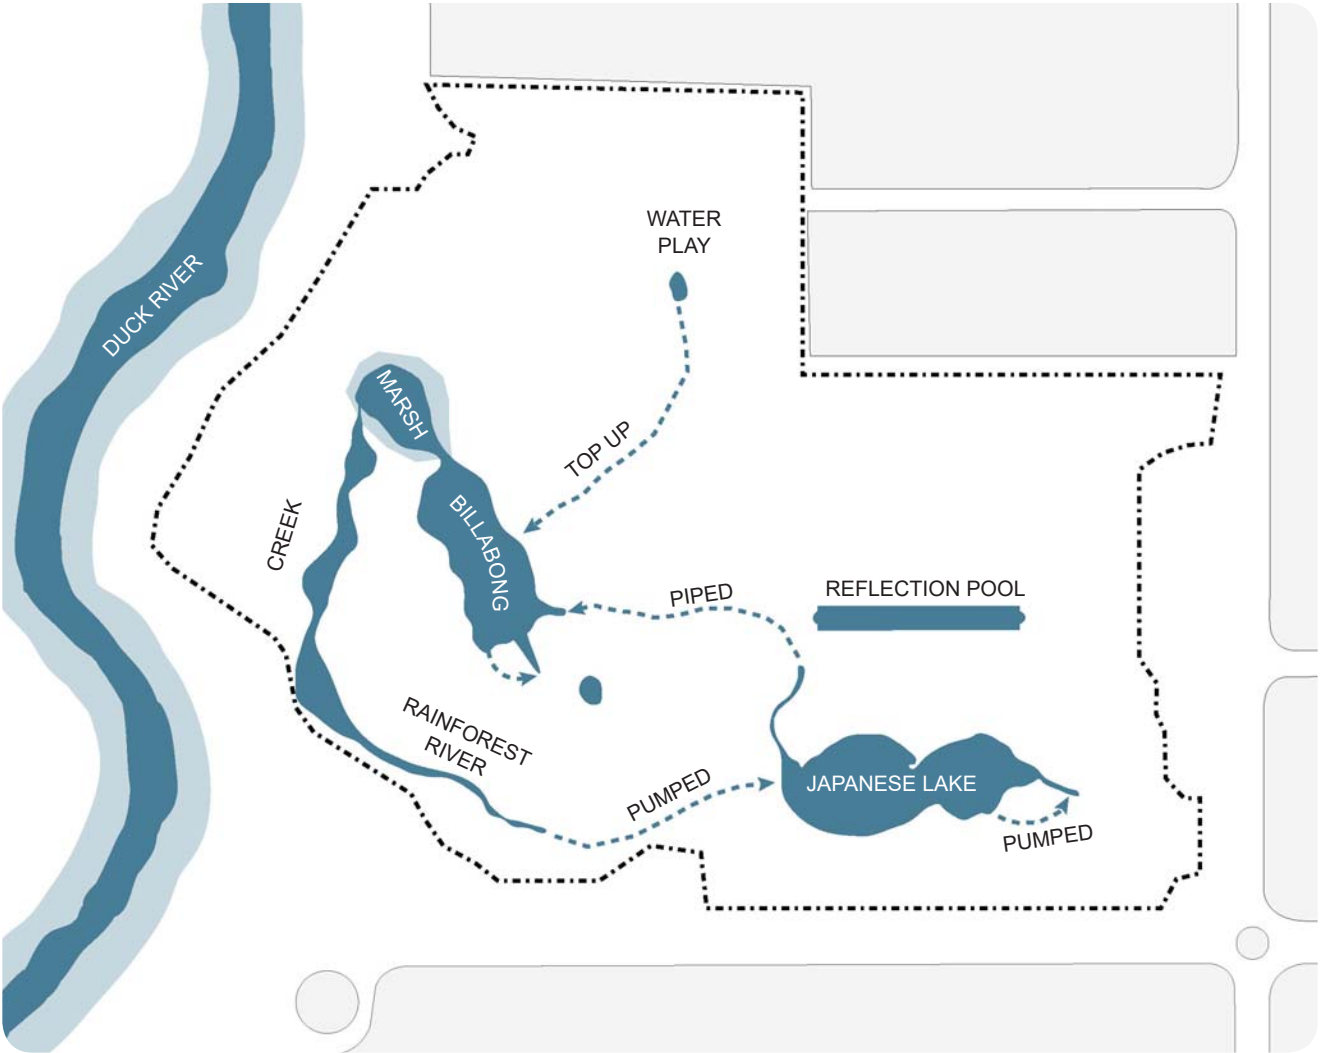 WATER
PLAY
DUCK RIVER
MARSH
TOP UP
BILLABONG
CREEK
PIPED
REFLECTION POOL
RAINFOREST
RIVER
PUMPED
JAPANESE LAKE
PUMPED